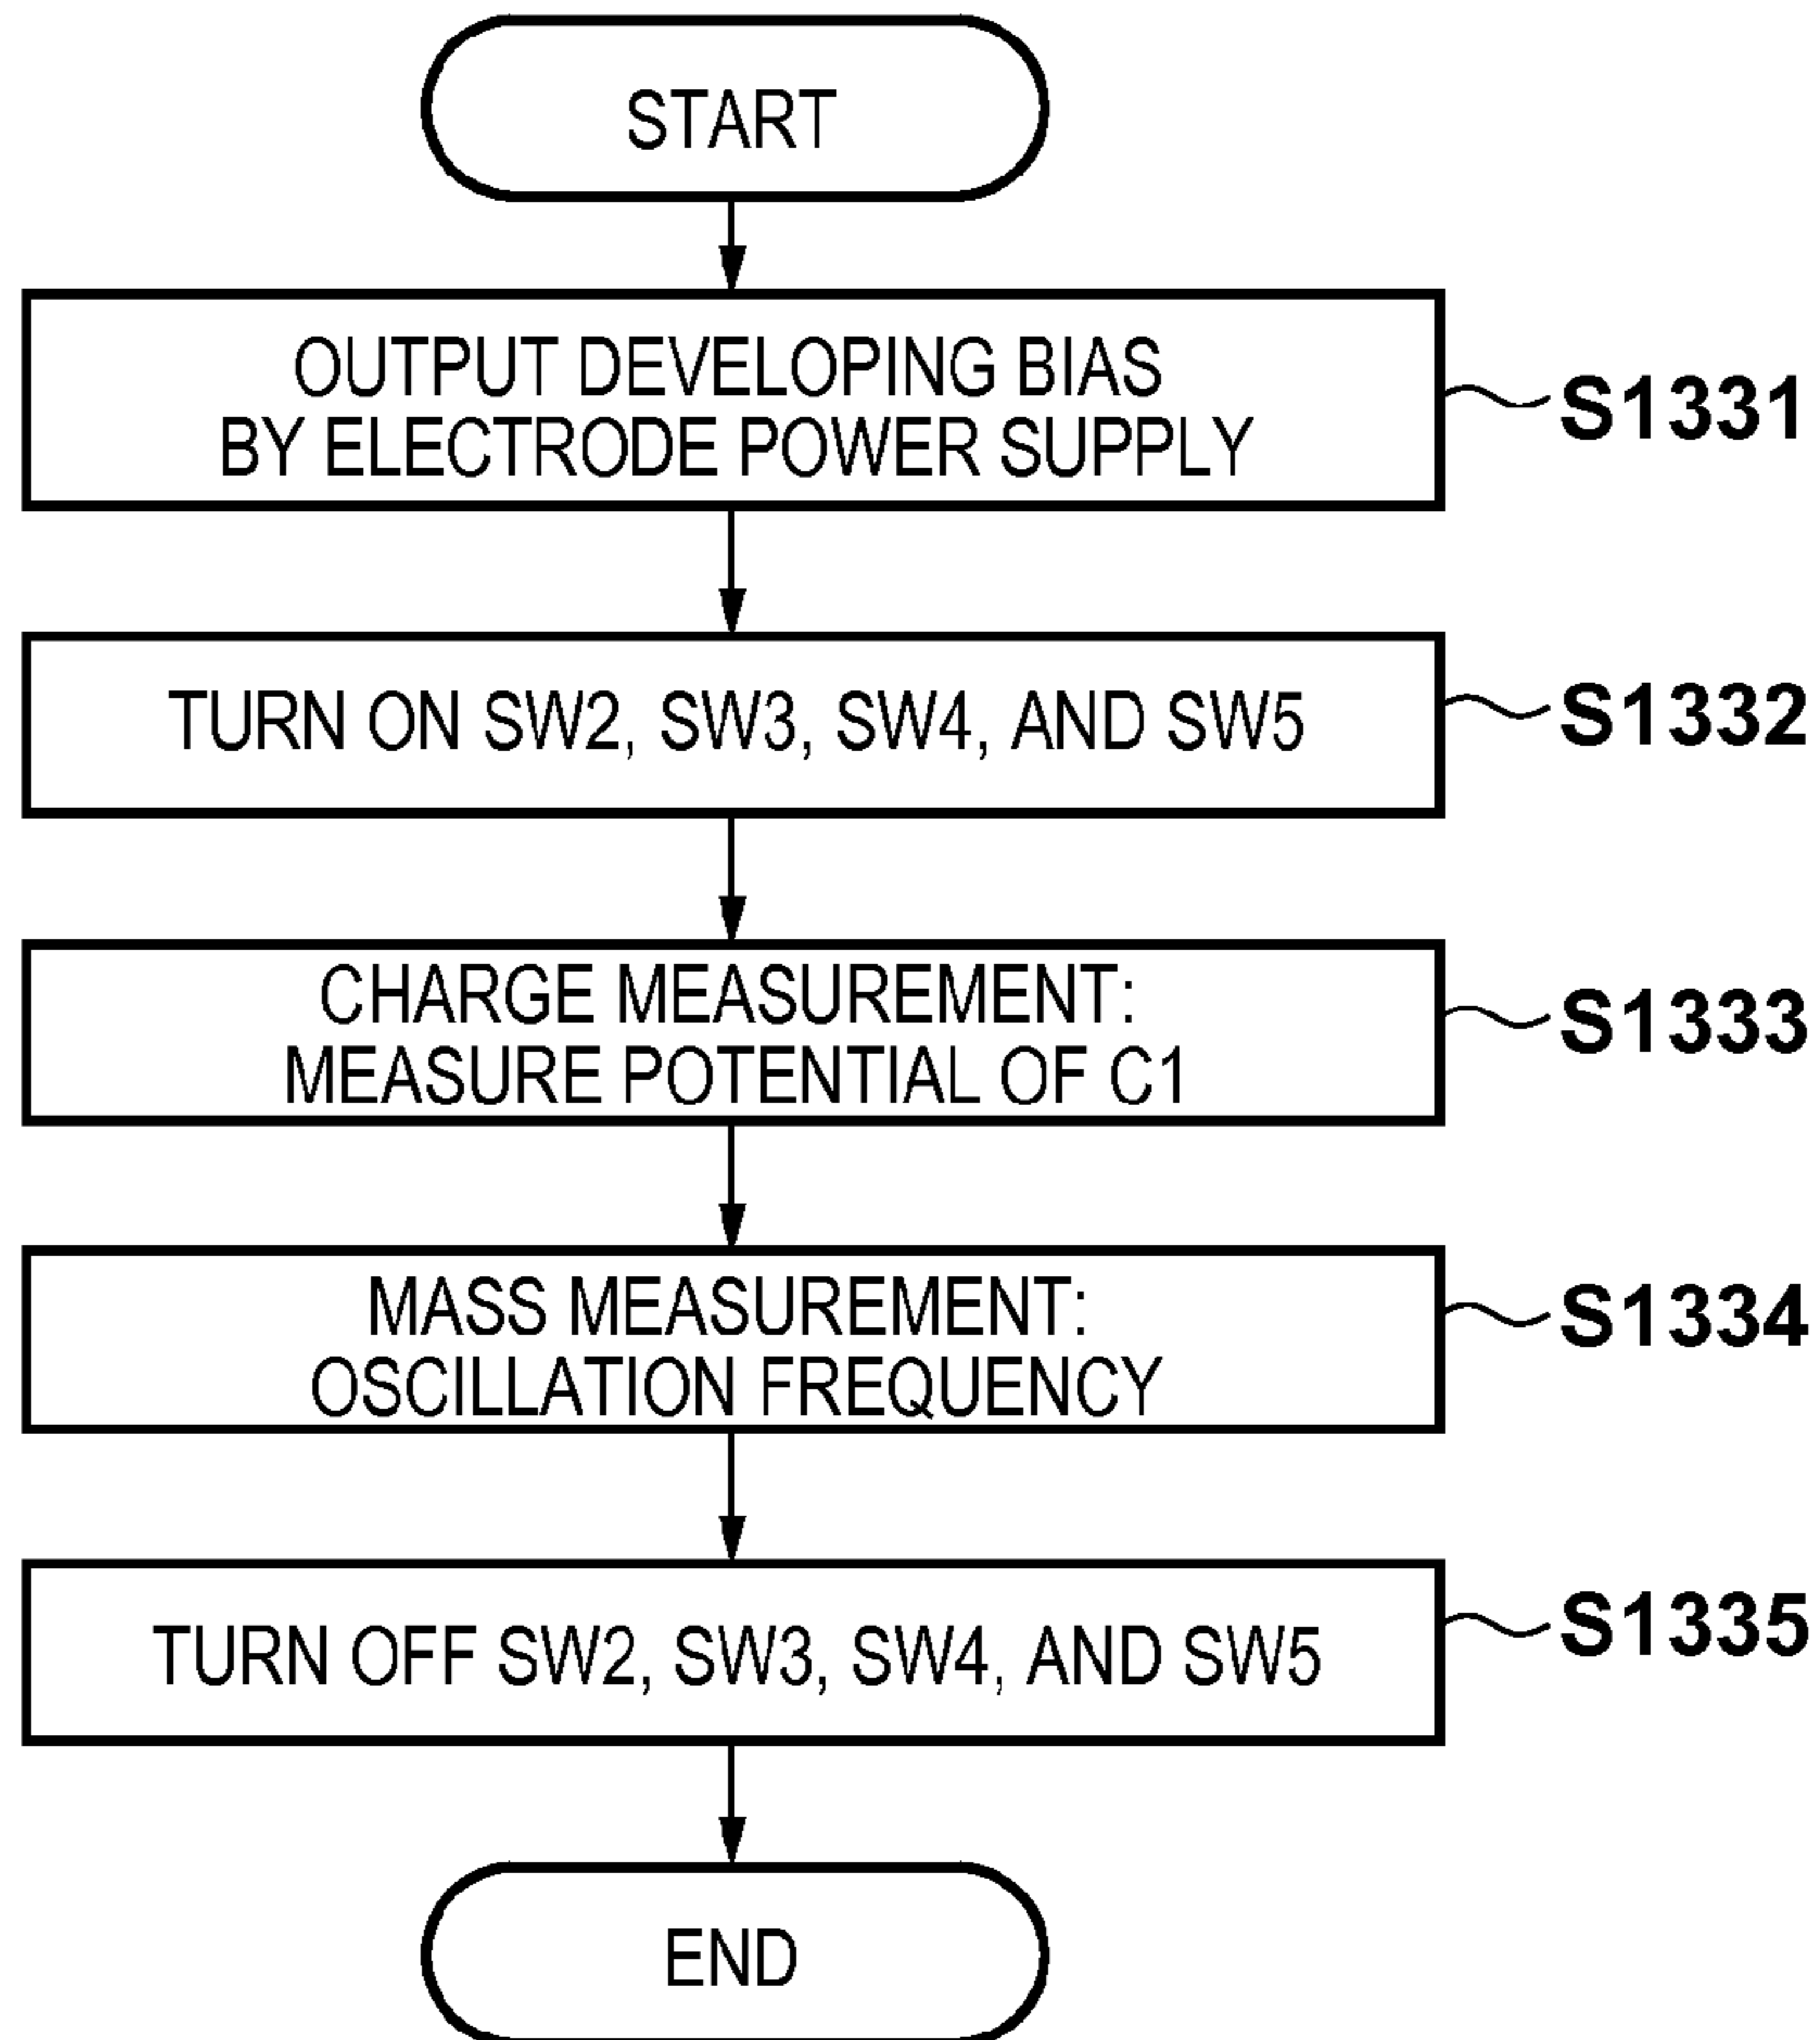 START
OUTPUT DEVELOPING BIAS
BY ELECTRODE POWER SUPPLY
S1331
TURN ON SW2, SW3, SW4, AND SW5
S1332
CHARGE MEASUREMENT:
MEASURE POTENTIAL OF C1
S1333
MASS MEASUREMENT:
OSCILLATION FREQUENCY
S1334
TURN OFF SW2, SW3, SW4, AND SW5
S1335
END